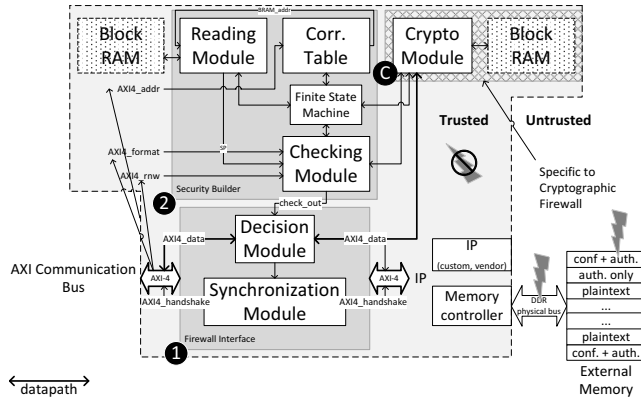 BRAM_addr
Block
RAM
Reading
Module
Corr.
Table
Crypto
Module
Block
RAM
C
AXI4_addr
Finite State
Machine
Trusted
Untrusted
AXI4_format
SP
Checking
Module
AXI4_rnw
Security Builder
Specific to
Cryptographic
Firewall
2
check_out
AXI4_data
Decision
Module
AXI4_data
AXI Communication
Bus
AXI-4
AXI-4
IP
IP
(custom, vendor)
AXI4_handshake
Synchronization
Module
AXI4_handshake
Memory
controller
DDR
physical bus
conf + auth.
auth. only
plaintext
...
...
plaintext
conf. + auth.
External
Memory
Firewall Interface
1
datapath